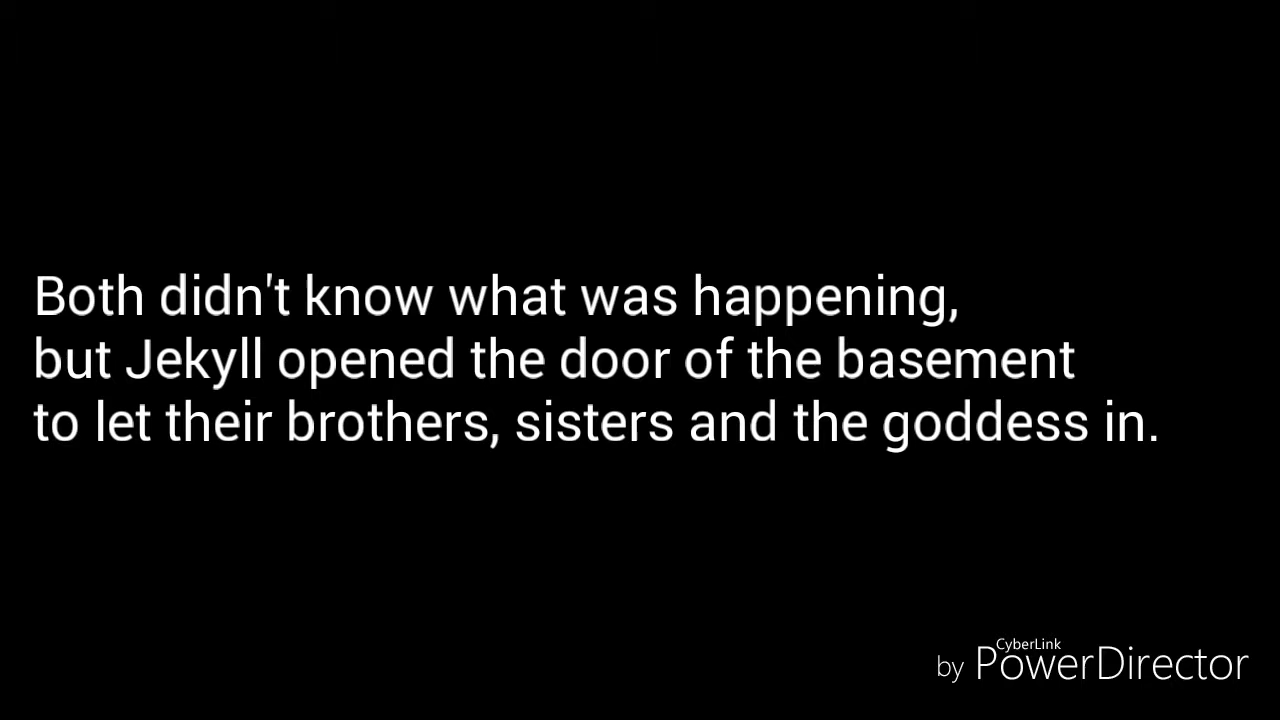 Both didn't know what was happening,
but Jekyll opened the door of the basement
to let their brothers, sisters and the goddess in.
CyberLink
by PowerDirector